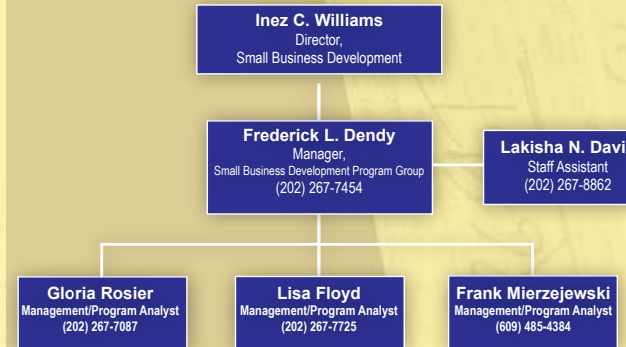 Inez C. Williams
Director,
Small Business Development
Frederick L. Dendy
Manager,
Small Business Development Program Group
(202) 267-7454
Lakisha N. Davi
Staff Assistant
(202) 267-8862
Gloria Rosier
Management/Program Analyst
(202) 267-7087
Lisa Floyd
Management/Program Analyst
(202) 267-7725
Frank Mierzejewski
Management/Program Analyst
(609) 485-4384